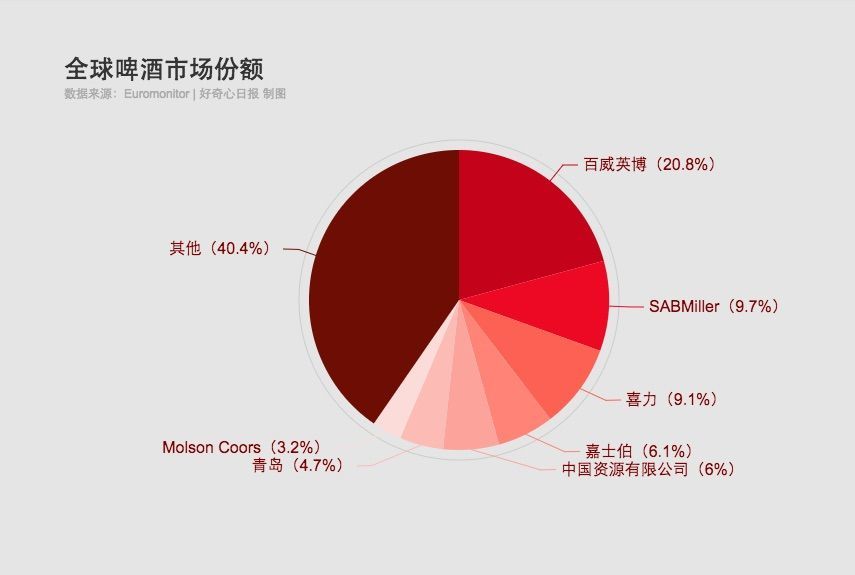 全球啤酒市场份额
数据来源：Euromonitor | 好奇心日报 制图
百威英博（20.8%）
其他（40.4%）
SABMiller（9.7%）
喜力（9.1%）
Molson Coors（3.2%）
嘉士伯（6.1%）
青岛（4.7%）
中国资源有限公司（6%）